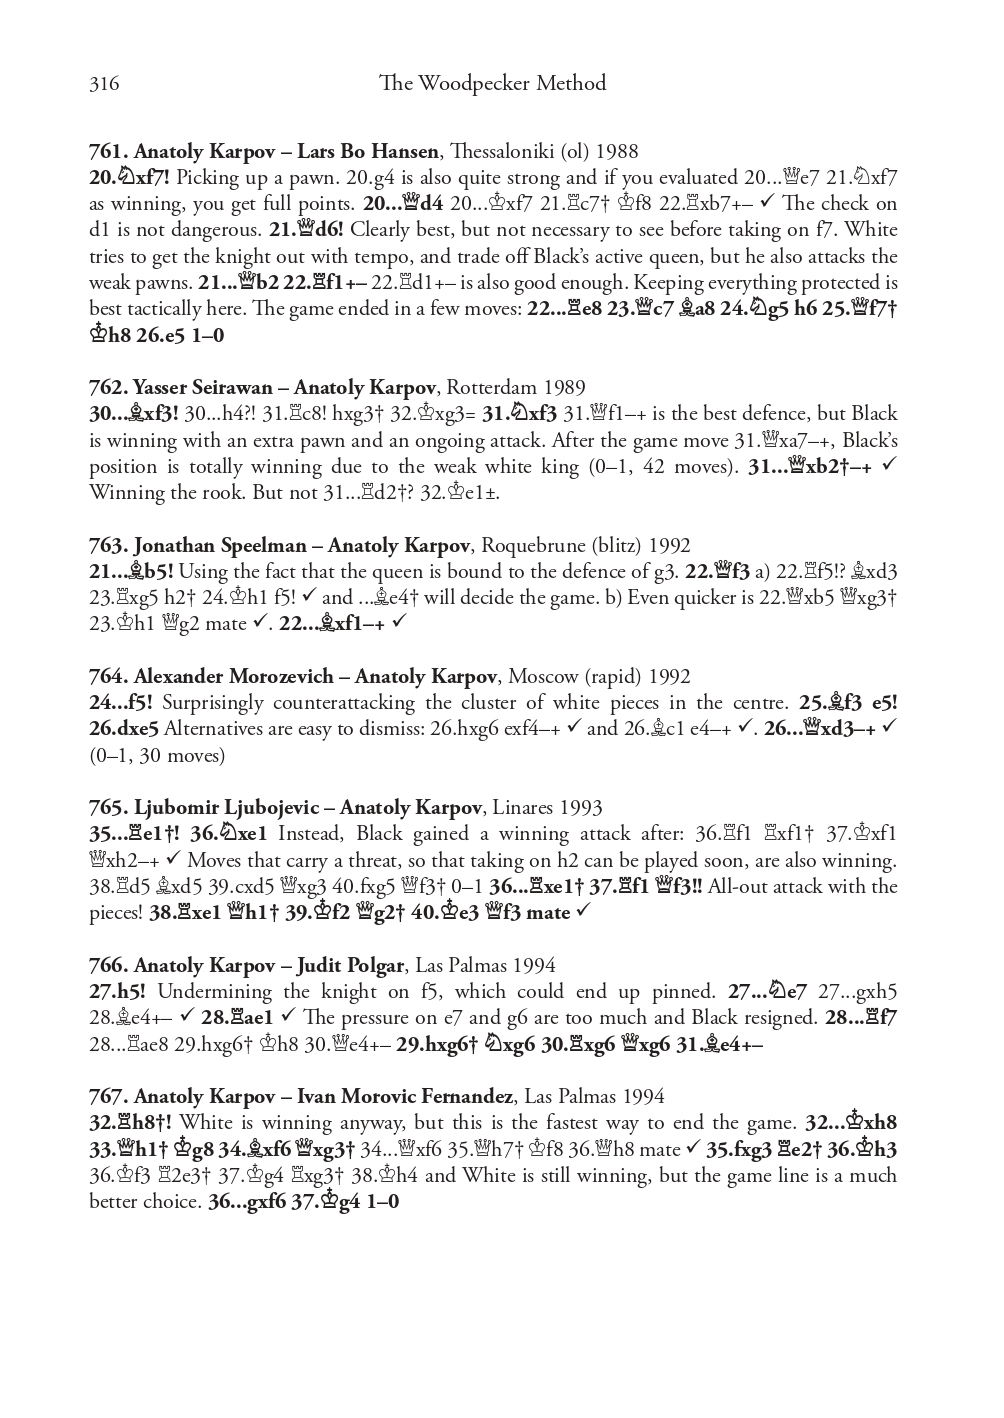 316 The Woodpecker Method
761. Anatoly Karpov – Lars Bo Hansen, Thessaloniki (ol) 1988
20.♘xf7! Picking up a pawn. 20.g4 is also quite strong and if you evaluated 20...♕e7 21.♘xf7
as winning, you get full points. 20...♕d4 20...♔xf7 21.♖c7† ♔f8 22.♖xb7+– ✓ The check on
d1 is not dangerous. 21.♕d6! Clearly best, but not necessary to see before taking on f7. White
tries to get the knight out with tempo, and trade off Black’s active queen, but he also attacks the
weak pawns. 21...♕b2 22.♖f1+– 22.♖d1+– is also good enough. Keeping everything protected is
best tactically here. The game ended in a few moves: 22...♖e8 23.♕c7 ♗a8 24.♘g5 h6 25.♕f7†
♔h8 26.e5 1–0
762. Yasser Seirawan – Anatoly Karpov, Rotterdam 1989
30...♗xf3! 30...h4?! 31.♖c8! hxg3† 32.♔xg3= 31.♘xf3 31.♕f1–+ is the best defence, but Black
is winning with an extra pawn and an ongoing attack. After the game move 31.♕xa7–+, Black’s
position is totally winning due to the weak white king (0–1, 42 moves). 31...♕xb2†–+ ✓
Winning the rook. But not 31...♖d2†? 32.♔e1±.
763. Jonathan Speelman – Anatoly Karpov, Roquebrune (blitz) 1992
21...♗b5! Using the fact that the queen is bound to the defence of g3. 22.♕f3 a) 22.♖f5!? ♗xd3
23.♖xg5 h2† 24.♔h1 f5! ✓ and ...♗e4† will decide the game. b) Even quicker is 22.♕xb5 ♕xg3†
23.♔h1 ♕g2 mate ✓. 22...♗xf1–+ ✓
764. Alexander Morozevich – Anatoly Karpov, Moscow (rapid) 1992
24...f5! Surprisingly counterattacking the cluster of white pieces in the centre. 25.♗f3 e5!
26.dxe5 Alternatives are easy to dismiss: 26.hxg6 exf4–+ ✓ and 26.♗c1 e4–+ ✓. 26...♕xd3–+ ✓
(0–1, 30 moves)
765. Ljubomir Ljubojevic – Anatoly Karpov, Linares 1993
35...♖e1†! 36.♘xe1 Instead, Black gained a winning attack after: 36.♖f1 ♖xf1† 37.♔xf1
♕xh2–+ ✓ Moves that carry a threat, so that taking on h2 can be played soon, are also winning.
38.♖d5 ♗xd5 39.cxd5 ♕xg3 40.fxg5 ♕f3† 0–1 36...♖xe1† 37.♖f1 ♕f3!! All-out attack with the
pieces! 38.♖xe1 ♕h1† 39.♔f2 ♕g2† 40.♔e3 ♕f3 mate ✓
766. Anatoly Karpov – Judit Polgar, Las Palmas 1994
27.h5! Undermining the knight on f5, which could end up pinned. 27...♘e7 27...gxh5
28.♗e4+– ✓ 28.♖ae1 ✓ The pressure on e7 and g6 are too much and Black resigned. 28...♖f7
28...♖ae8 29.hxg6† ♔h8 30.♕e4+– 29.hxg6† ♘xg6 30.♖xg6 ♕xg6 31.♗e4+–
767. Anatoly Karpov – Ivan Morovic Fernandez, Las Palmas 1994
32.♖h8†! White is winning anyway, but this is the fastest way to end the game. 32...♔xh8
33.♕h1† ♔g8 34.♗xf6 ♕xg3† 34...♕xf6 35.♕h7† ♔f8 36.♕h8 mate ✓ 35.fxg3 ♖e2† 36.♔h3
36.♔f3 ♖2e3† 37.♔g4 ♖xg3† 38.♔h4 and White is still winning, but the game line is a much
better choice. 36...gxf6 37.♔g4 1–0